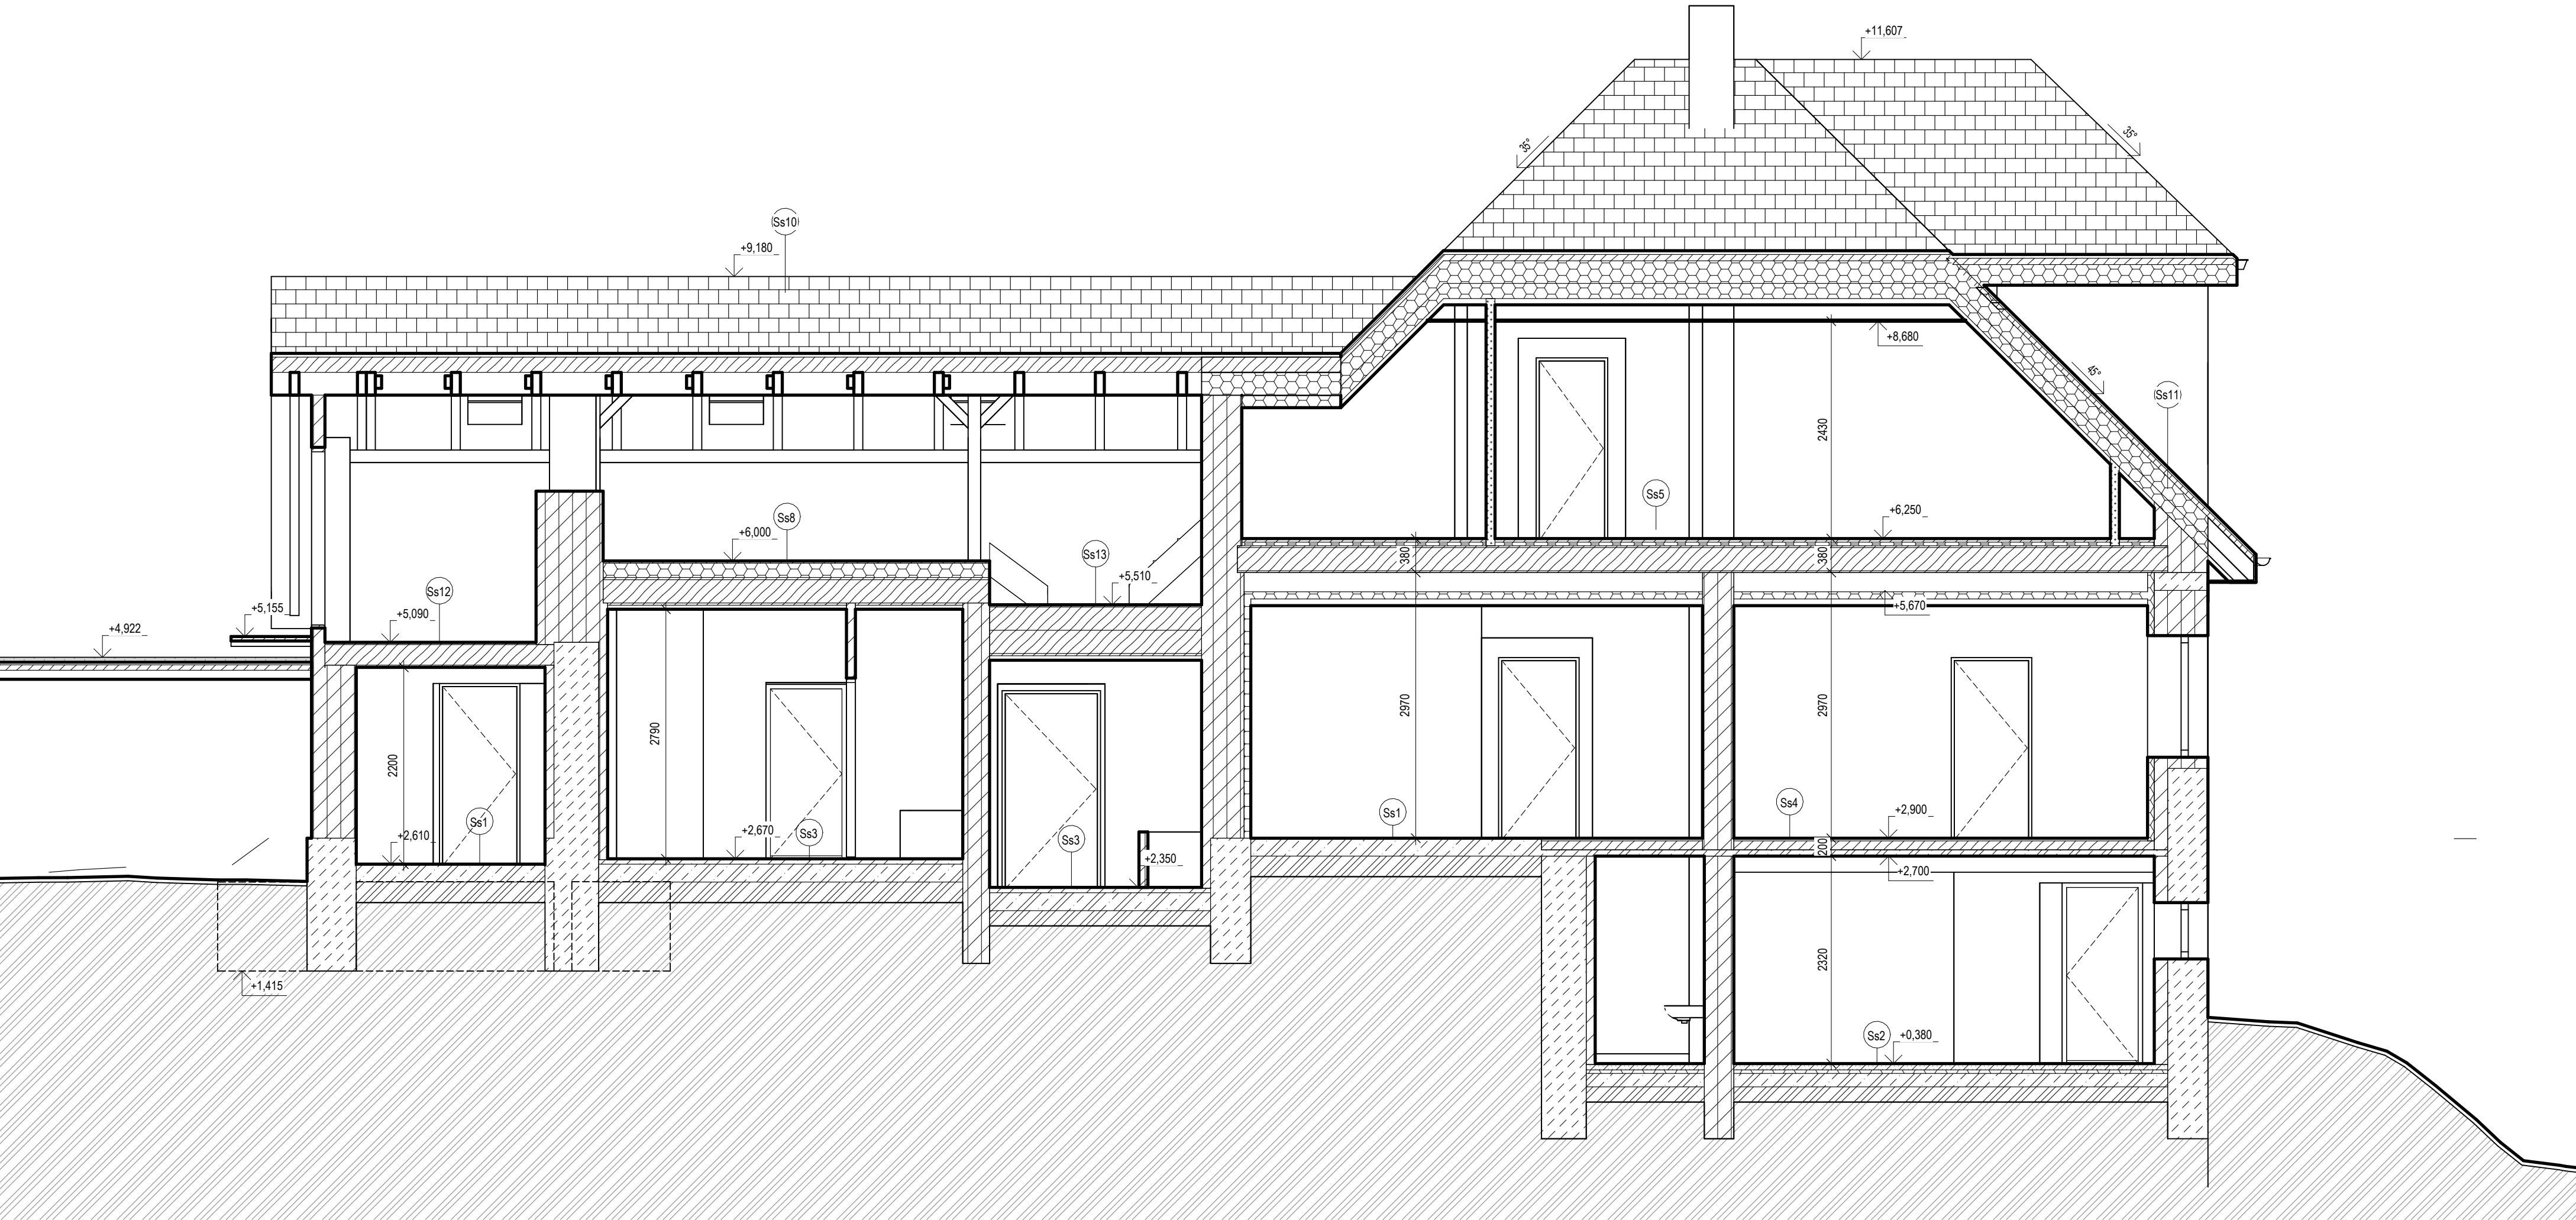 +11,607
35°
35°
Ss10
+9,180
+8,680
45°
Ss11
2430
Ss5
+6,250
Ss8
+6,000
Ss13
380
380
+5,510
Ss12
+5,155
+5,090
+5,670
+4,922
2970
2970
2790
2200
Ss1
+2,610
+2,670
Ss3
Ss3
+2,350
Ss1
Ss4
+2,900
200
+2,700
2320
+1,415
Ss2
+0,380